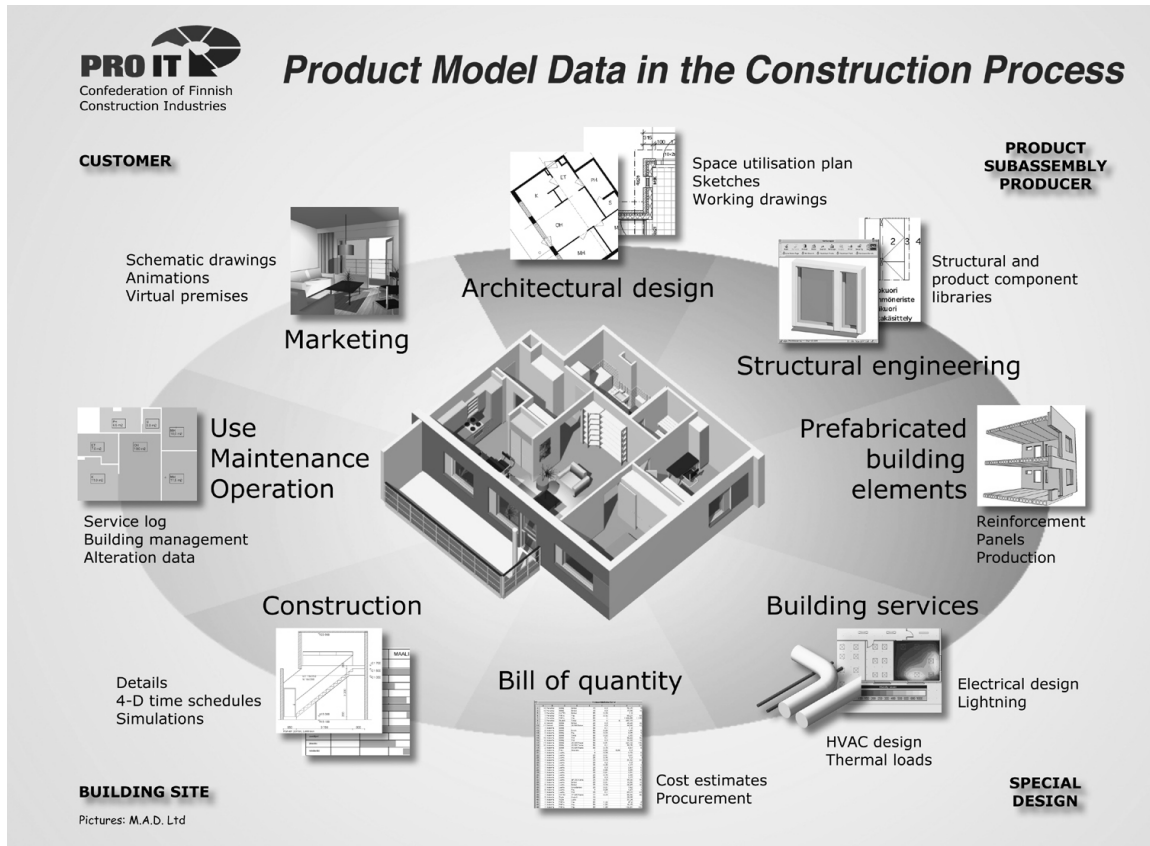 PRO IT
Confederation of Finnish
Construction Industries
Product Model Data in the Construction Process
CUSTOMER
PRODUCT
SUBASSEMBLY
PRODUCER
Space utilisation plan
Sketches
Working drawings
Architectural design
Schematic drawings
Animations
Virtual premises
Marketing
Structural and
product component
libraries
Structural engineering
Use
Maintenance
Operation
Service log
Building management
Alteration data
Prefabricated
building
elements
Reinforcement
Panels
Production
Construction
Details
4-D time schedules
Simulations
MAALI
Bill of quantity
Cost estimates
Procurement
Building services
Electrical design
Lightning
HVAC design
Thermal loads
BUILDING SITE
SPECIAL
DESIGN
Pictures: M.A.D. Ltd